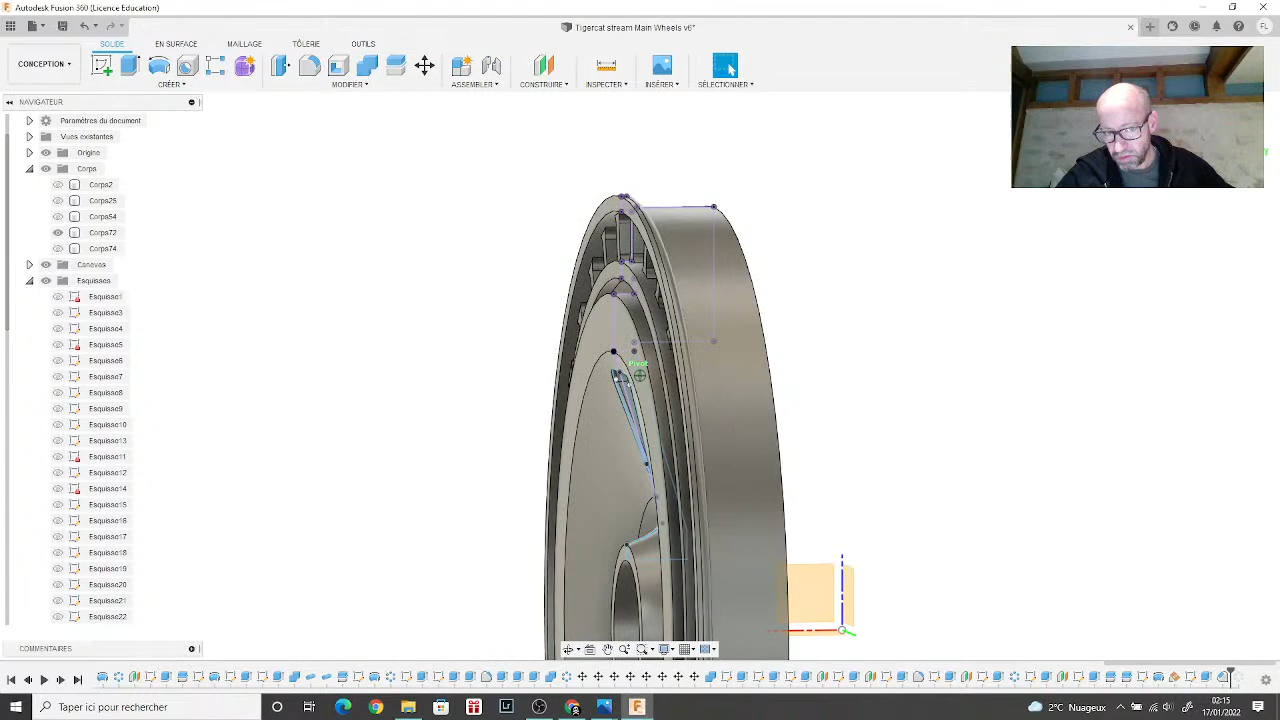 Autodesk Fusion 360 (Licence Education)
Tigercat stream Main Wheels v6*
FL
SOLIDE EN SURFACE MAILLAGE TÔLERIE OUTILS
CONCEPTION
CRÉER MODIFIER ASSEMBLER CONSTRUIRE INSPECTER INSÉRER SÉLECTIONNER
NAVIGATEUR
Paramètres du document
Vues existantes
Origine
Corps
Corps2
Corps25
Corps54
Corps72
Corps74
Canevas
Esquisses
Esquisse1
Esquisse3
Esquisse4
Esquisse5
Esquisse6
Esquisse7
Esquisse8
Esquisse9
Esquisse10
Esquisse13
Esquisse11
Esquisse12
Esquisse14
Esquisse15
Esquisse16
Esquisse17
Esquisse18
Esquisse19
Esquisse20
Esquisse21
Esquisse22
Pivot
Y
COMMENTAIRES
Taper ici pour rechercher
2°C Nuageux
02:15
17/01/2022